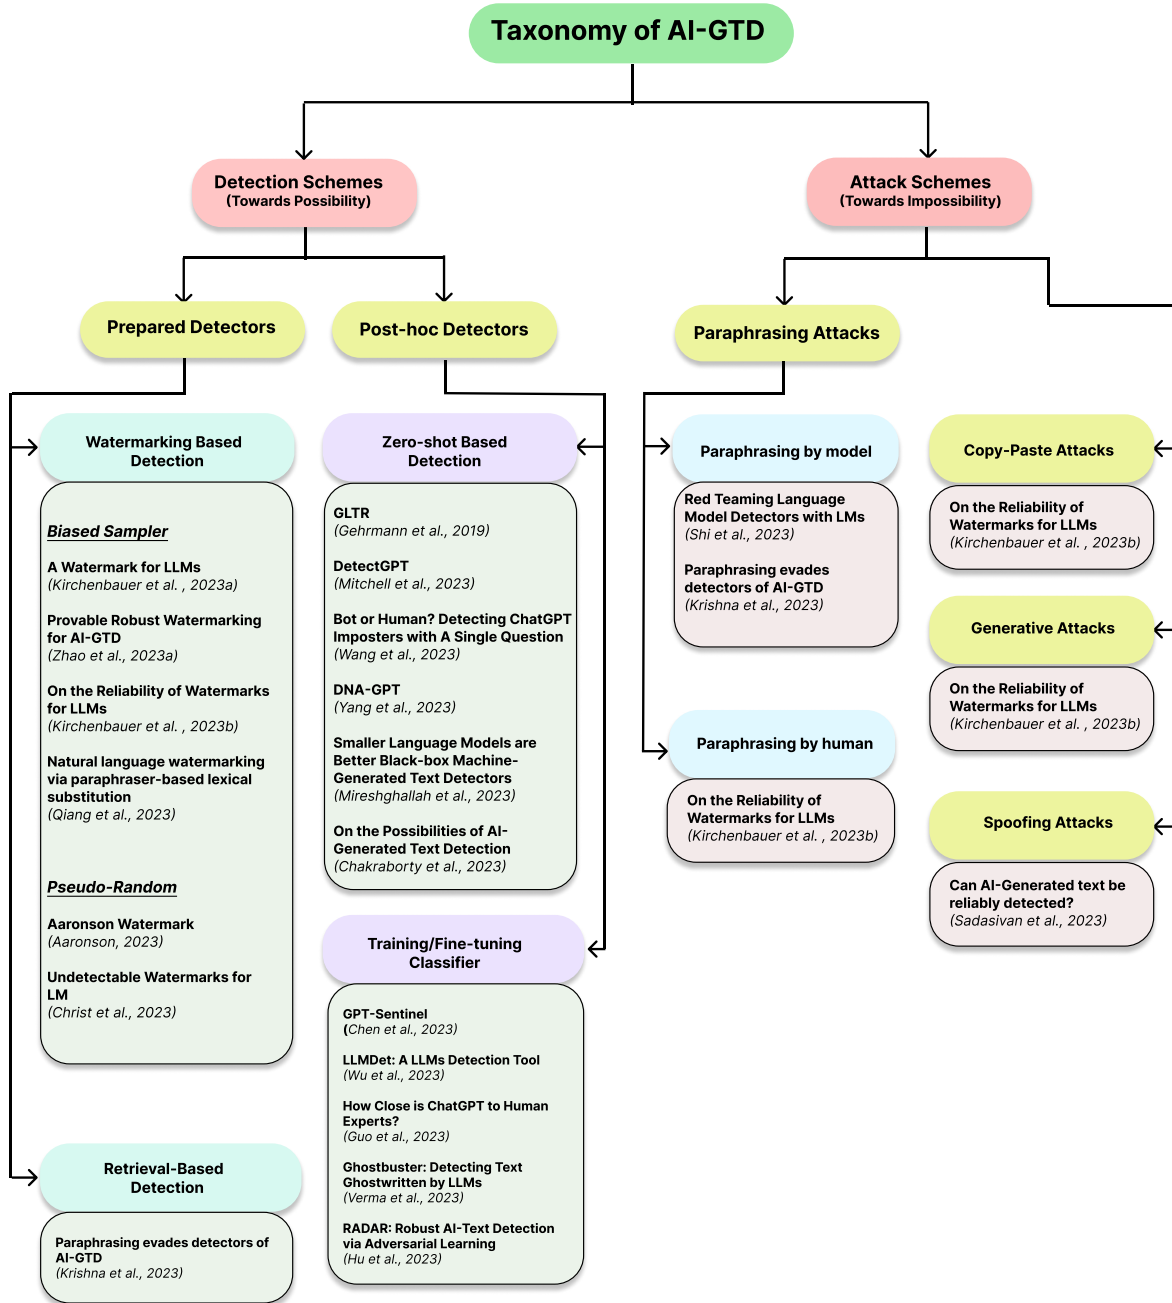 Taxonomy of AI-GTD
Detection Schemes
(Towards Possibility)
Attack Schemes
(Towards Impossibility)
Prepared Detectors
Post-hoc Detectors
Paraphrasing Attacks
Watermarking Based
Detection
Biased Sampler
A Watermark for LLMs
(Kirchenbauer et al. , 2023a)
Provable Robust Watermarking
for AI-GTD
(Zhao et al., 2023a)
On the Reliability of Watermarks
for LLMs
(Kirchenbauer et al. , 2023b)
Natural language watermarking
via paraphraser-based lexical
substitution
(Qiang et al., 2023)
Pseudo-Random
Aaronson Watermark
(Aaronson, 2023)
Undetectable Watermarks for
LM
(Christ et al., 2023)
Retrieval-Based
Detection
Paraphrasing evades detectors of
AI-GTD
(Krishna et al., 2023)
Zero-shot Based
Detection
GLTR
(Gehrmann et al., 2019)
DetectGPT
(Mitchell et al., 2023)
Bot or Human? Detecting ChatGPT
Imposters with A Single Question
(Wang et al., 2023)
DNA-GPT
(Yang et al., 2023)
Smaller Language Models are
Better Black-box Machine-
Generated Text Detectors
(Mireshghallah et al., 2023)
On the Possibilities of AI-
Generated Text Detection
(Chakraborty et al., 2023)
Training/Fine-tuning
Classifier
GPT-Sentinel
(Chen et al., 2023)
LLMDet: A LLMs Detection Tool
(Wu et al., 2023)
How Close is ChatGPT to Human
Experts?
(Guo et al., 2023)
Ghostbuster: Detecting Text
Ghostwritten by LLMs
(Verma et al., 2023)
RADAR: Robust AI-Text Detection
via Adversarial Learning
(Hu et al., 2023)
Paraphrasing by model
Red Teaming Language
Model Detectors with LMs
(Shi et al., 2023)
Paraphrasing evades
detectors of AI-GTD
(Krishna et al., 2023)
Paraphrasing by human
On the Reliability of
Watermarks for LLMs
(Kirchenbauer et al. , 2023b)
Copy-Paste Attacks
On the Reliability of
Watermarks for LLMs
(Kirchenbauer et al. , 2023b)
Generative Attacks
On the Reliability of
Watermarks for LLMs
(Kirchenbauer et al. , 2023b)
Spoofing Attacks
Can AI-Generated text be
reliably detected?
(Sadasivan et al., 2023)